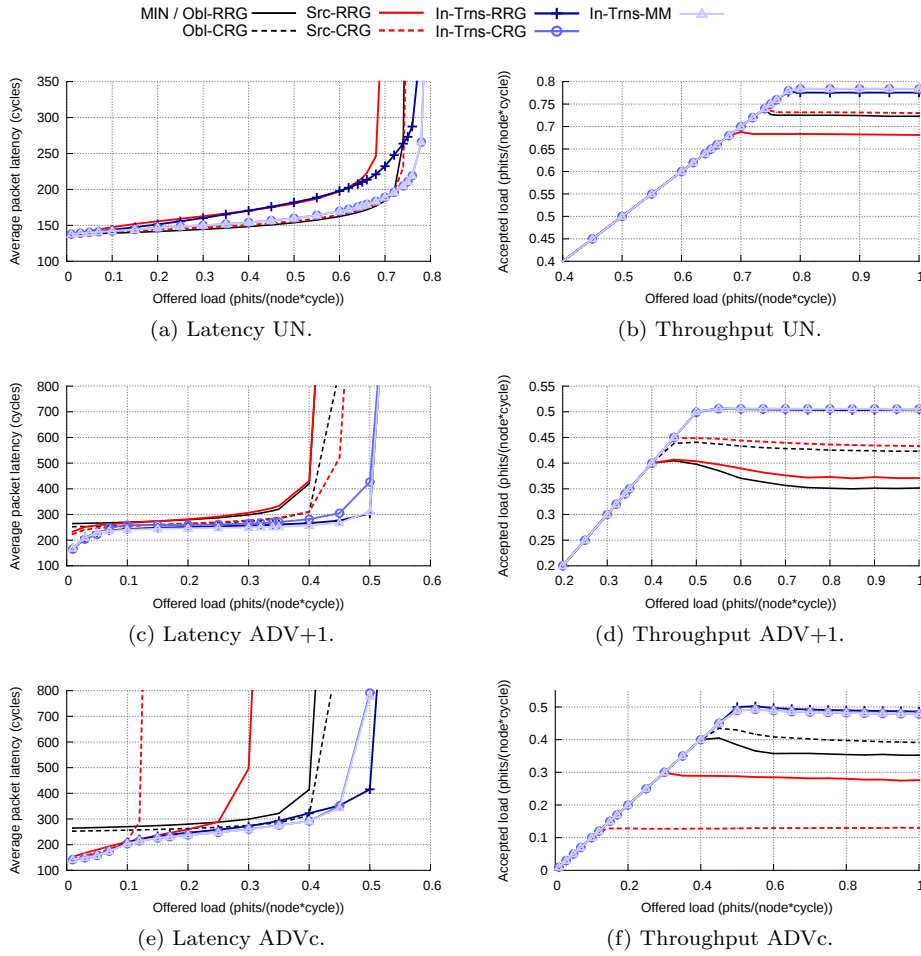 MIN / Obl-RRG Src-RRG In-Trns-RRG In-Trns-MM
Obl-CRG Src-CRG In-Trns-CRG
Average packet latency (cycles)
350
300
250
200
150
100
0 0.1 0.2 0.3 0.4 0.5 0.6 0.7 0.8
Offered load (phits/(node*cycle))
(a) Latency UN.
Accepted load (phits/(node*cycle))
0.8
0.75
0.7
0.65
0.6
0.55
0.5
0.45
0.4
0.4 0.5 0.6 0.7 0.8 0.9 1
Offered load (phits/(node*cycle))
(b) Throughput UN.
Average packet latency (cycles)
800
700
600
500
400
300
200
100
0 0.1 0.2 0.3 0.4 0.5 0.6
Offered load (phits/(node*cycle))
(c) Latency ADV+1.
Accepted load (phits/(node*cycle))
0.55
0.5
0.45
0.4
0.35
0.3
0.25
0.2
0.2 0.3 0.4 0.5 0.6 0.7 0.8 0.9 1
Offered load (phits/(node*cycle))
(d) Throughput ADV+1.
Average packet latency (cycles)
800
700
600
500
400
300
200
100
0 0.1 0.2 0.3 0.4 0.5 0.6
Offered load (phits/(node*cycle))
(e) Latency ADVc.
Accepted load (phits/(node*cycle))
0.5
0.4
0.3
0.2
0.1
0
0.2 0.4 0.6 0.8 1
Offered load (phits/(node*cycle))
(f) Throughput ADVc.